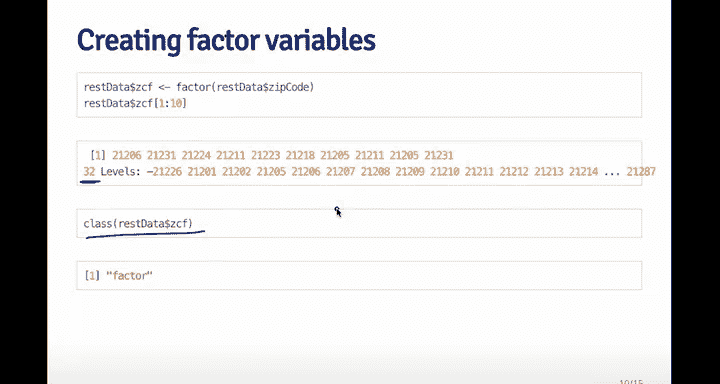 Creating factor variables
restData$zcf <- factor(restData$zipCode)
restData$zcf[1:10]
[1] 21206 21231 21224 21211 21223 21218 21205 21211 21205 21231
32 Levels: -21226 21201 21202 21205 21206 21207 21208 21209 21210 21211 21212 21213 21214 ... 21287
class(restData$zcf)
[1] "factor"